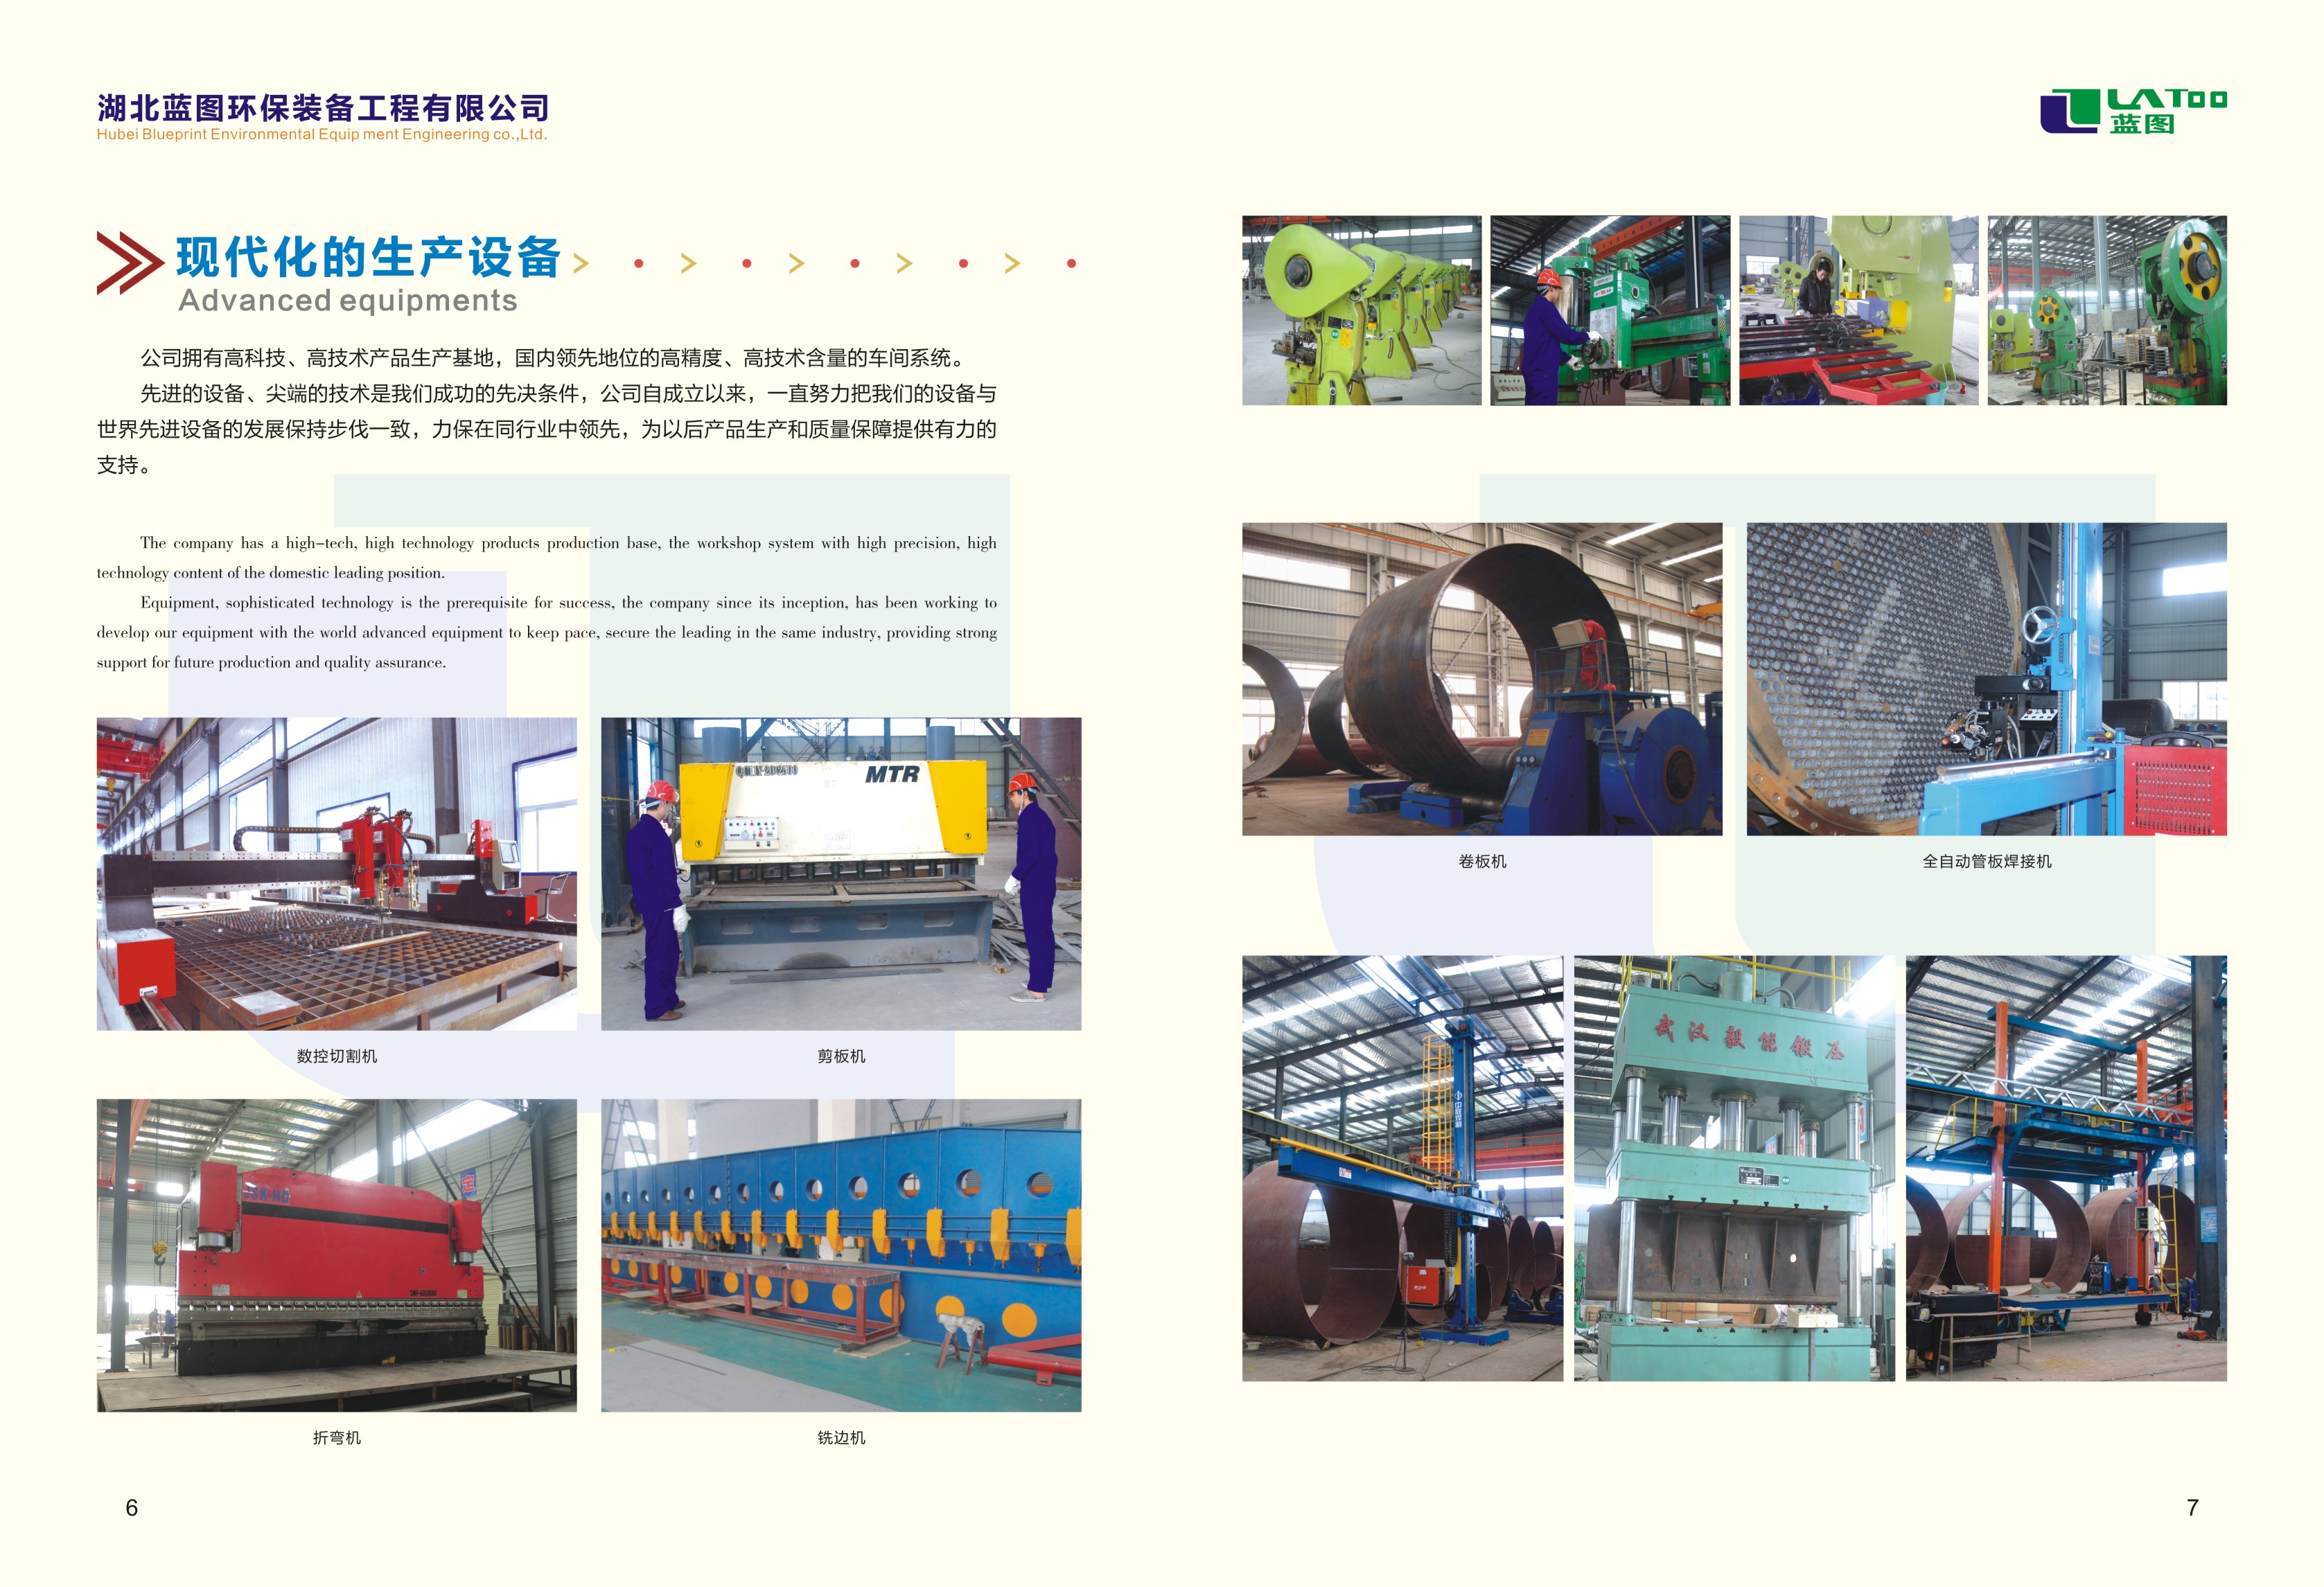 湖北蓝图环保装备工程有限公司
Hubei Blueprint Environmental Equip ment Engineering co.,Ltd.
LATOO
蓝图
现代化的生产设备
Advanced equipments
公司拥有高科技、高技术产品生产基地，国内领先地位的高精度、高技术含量的车间系统。
先进的设备、尖端的技术是我们成功的先决条件，公司自成立以来，一直努力把我们的设备与
世界先进设备的发展保持步伐一致，力保在同行业中领先，为以后产品生产和质量保障提供有力的
支持。
The company has a high-tech, high technology products production base, the workshop system with high precision, high
technology content of the domestic leading position.
Equipment, sophisticated technology is the prerequisite for success, the company since its inception, has been working to
develop our equipment with the world advanced equipment to keep pace, secure the leading in the same industry, providing strong
support for future production and quality assurance.
MTR
数控切割机
剪板机
折弯机
铣边机
6
卷板机
全自动管板焊接机
武汉毅能锻压
7